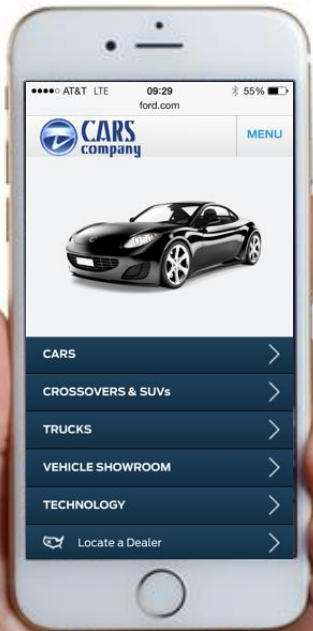 AT&T LTE 09:29 55%
ford.com
CARS
company
MENU
CARS
CROSSOVERS & SUVs
TRUCKS
VEHICLE SHOWROOM
TECHNOLOGY
Locate a Dealer